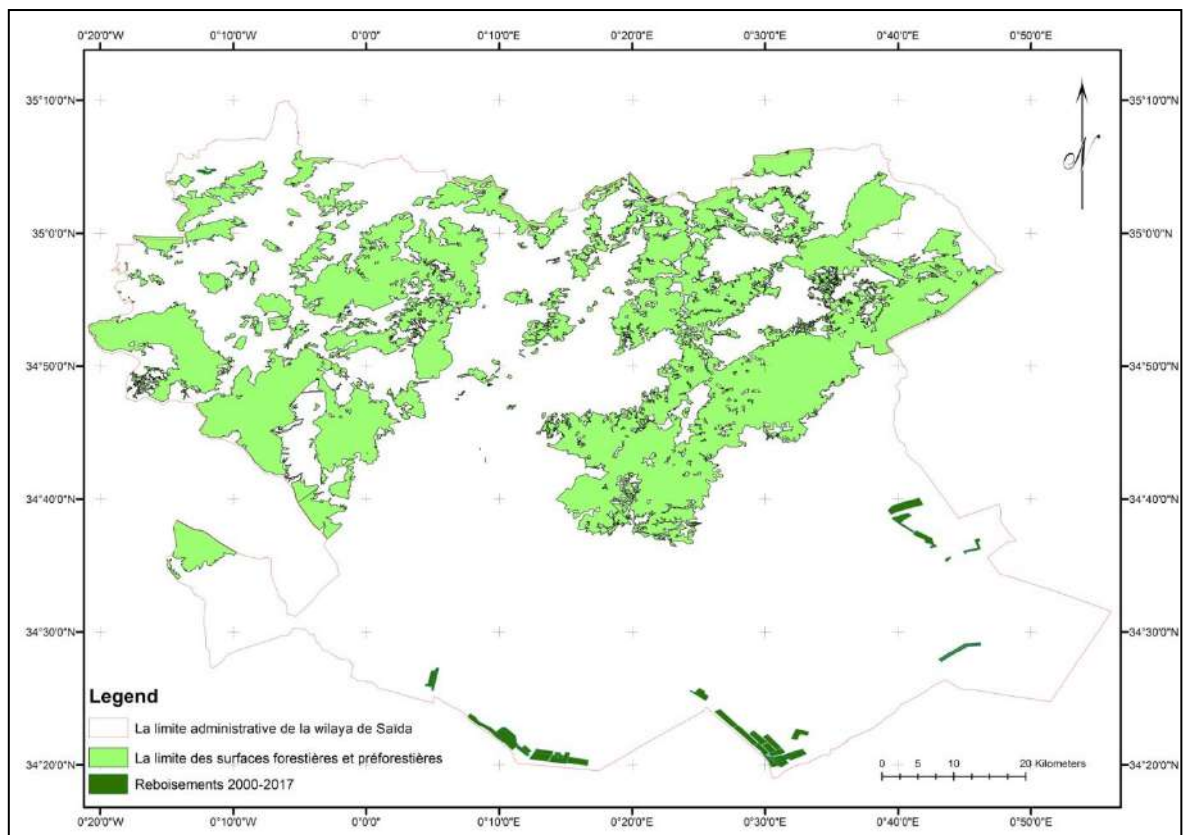 0°20'0"W 0°10'0"W 0°0'0" 0°10'0"E 0°20'0"E 0°30'0"E 0°40'0"E 0°50'0"E
35°10'0"N 35°10'0"N
N
35°0'0"N 35°0'0"N
34°50'0"N 34°50'0"N
34°40'0"N 34°40'0"N
34°30'0"N 34°30'0"N
Legend
La limite administrative de la wilaya de Saïda
La limite des surfaces forestières et préforestières
Reboisements 2000-2017
34°20'0"N 34°20'0"N
0 5 10 20 Kilometers
0°20'0"W 0°10'0"W 0°0'0" 0°10'0"E 0°20'0"E 0°30'0"E 0°40'0"E 0°50'0"E